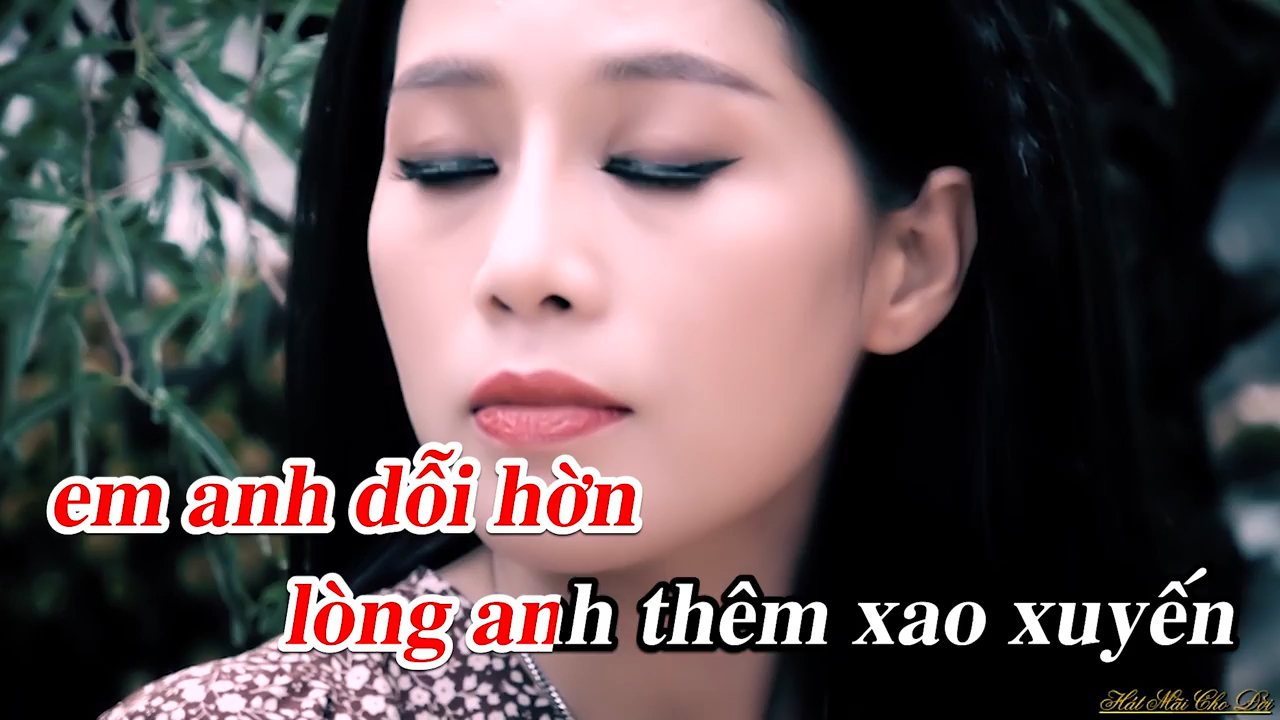 em anh dỗi hờn
lòng anh thêm xao xuyến
Hát Mãi Cho Đời